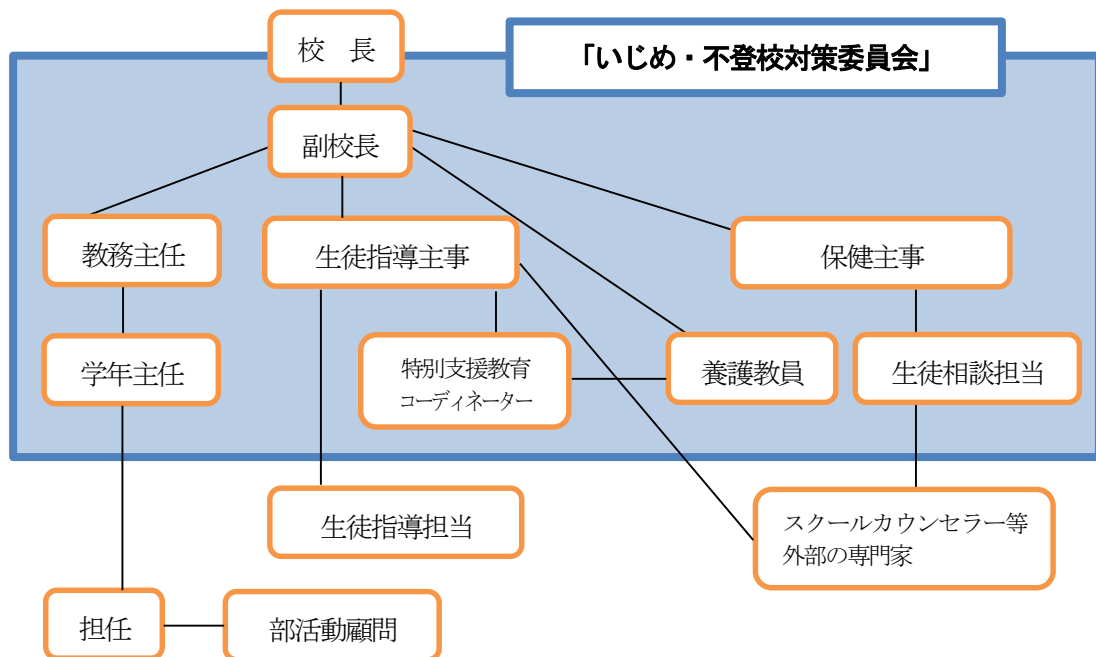 校　長
「いじめ・不登校対策委員会」
副校長
教務主任
生徒指導主事
保健主事
学年主任
特別支援教育
コーディネーター
養護教員
生徒相談担当
生徒指導担当
スクールカウンセラー等
外部の専門家
担任
部活動顧問